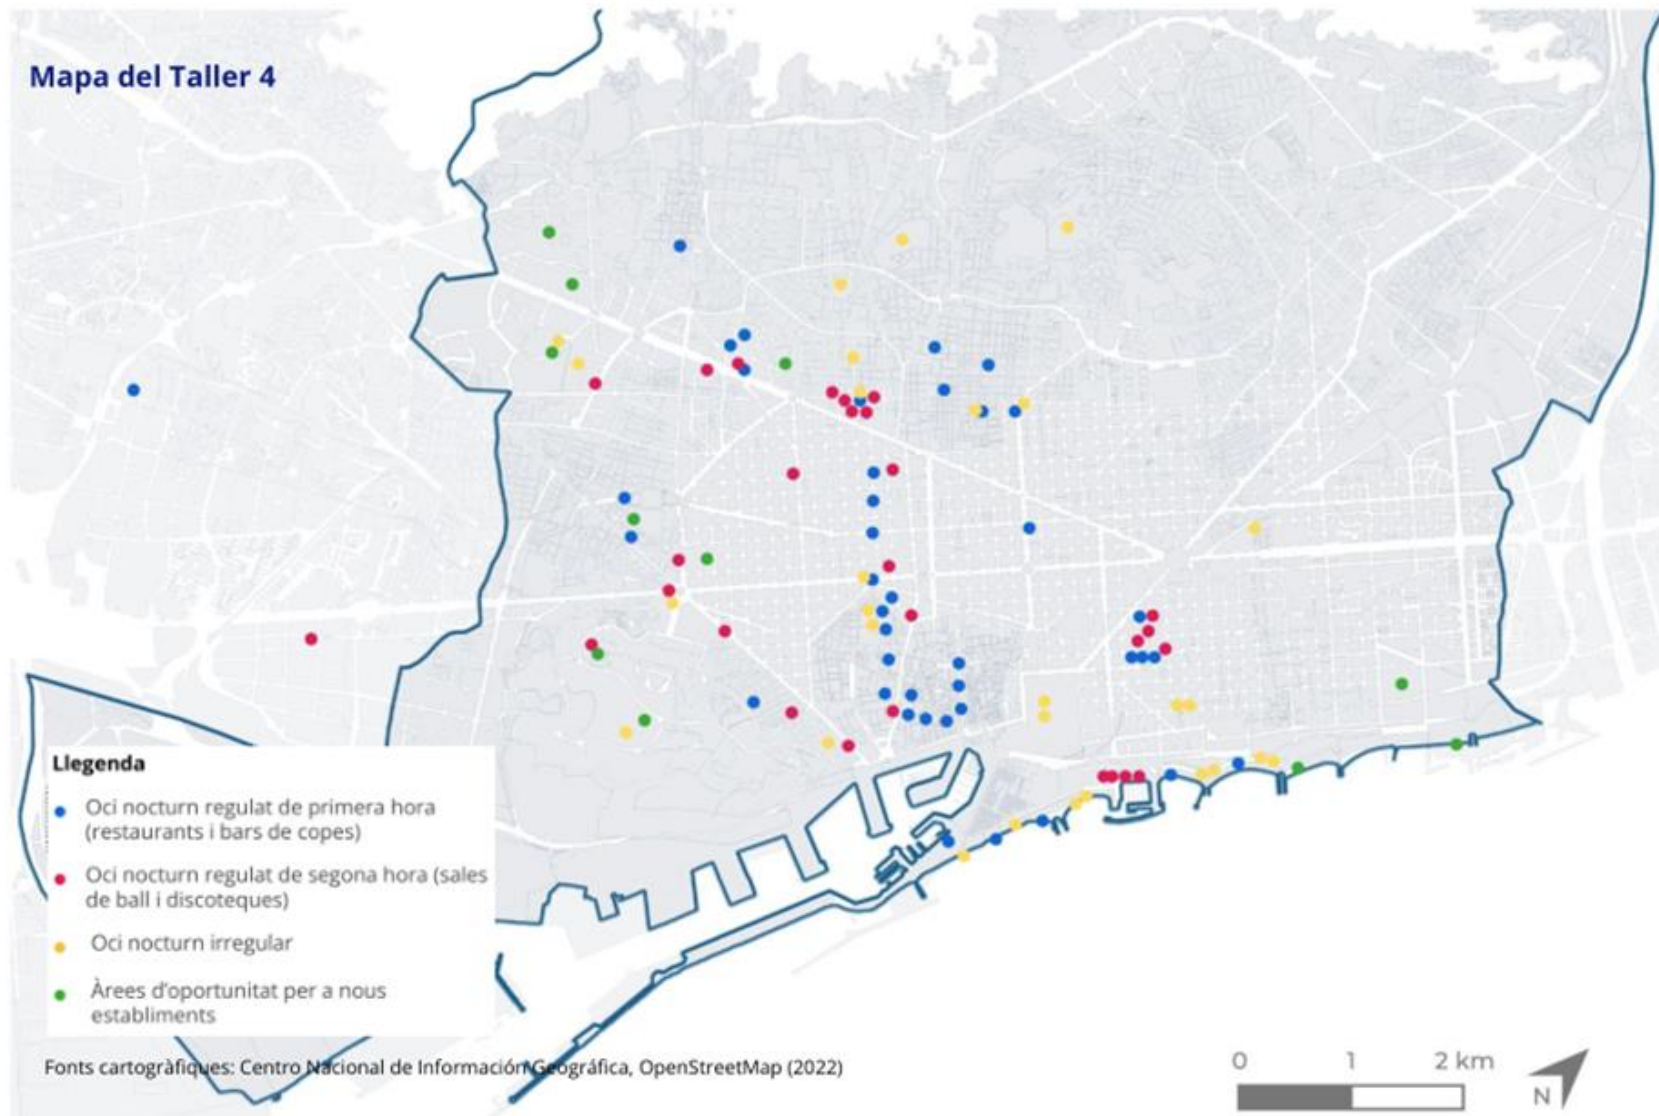 Mapa del Taller 4
Llegenda
Oci nocturn regulat de primera hora
(restaurants i bars de copes)
Oci nocturn regulat de segona hora (sales
de ball i discoteques)
Oci nocturn irregular
Àrees d'oportunitat per a nous
establiments
Fonts cartogràfiques: Centro Nacional de Información Geográfica, OpenStreetMap (2022)
0 1 2 km
N